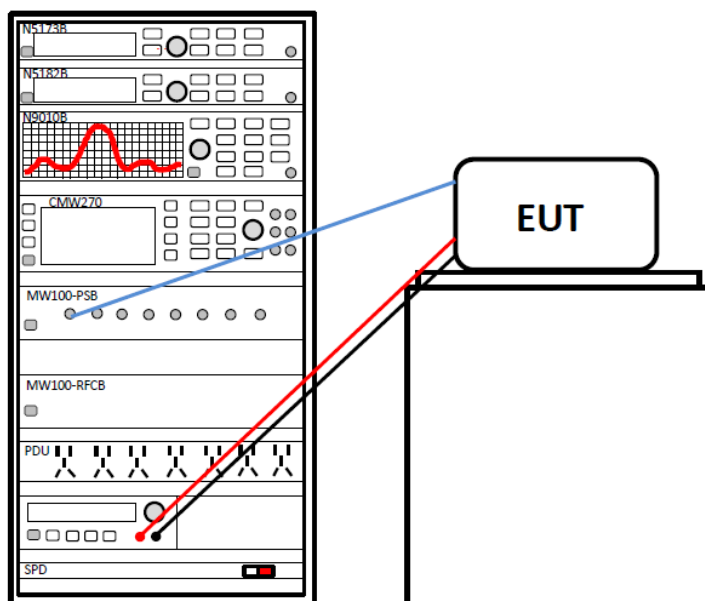 N5173B
N5182B
N9010B
CMW270
EUT
MW100-PSB
MW100-RFCB
PDU
SPD